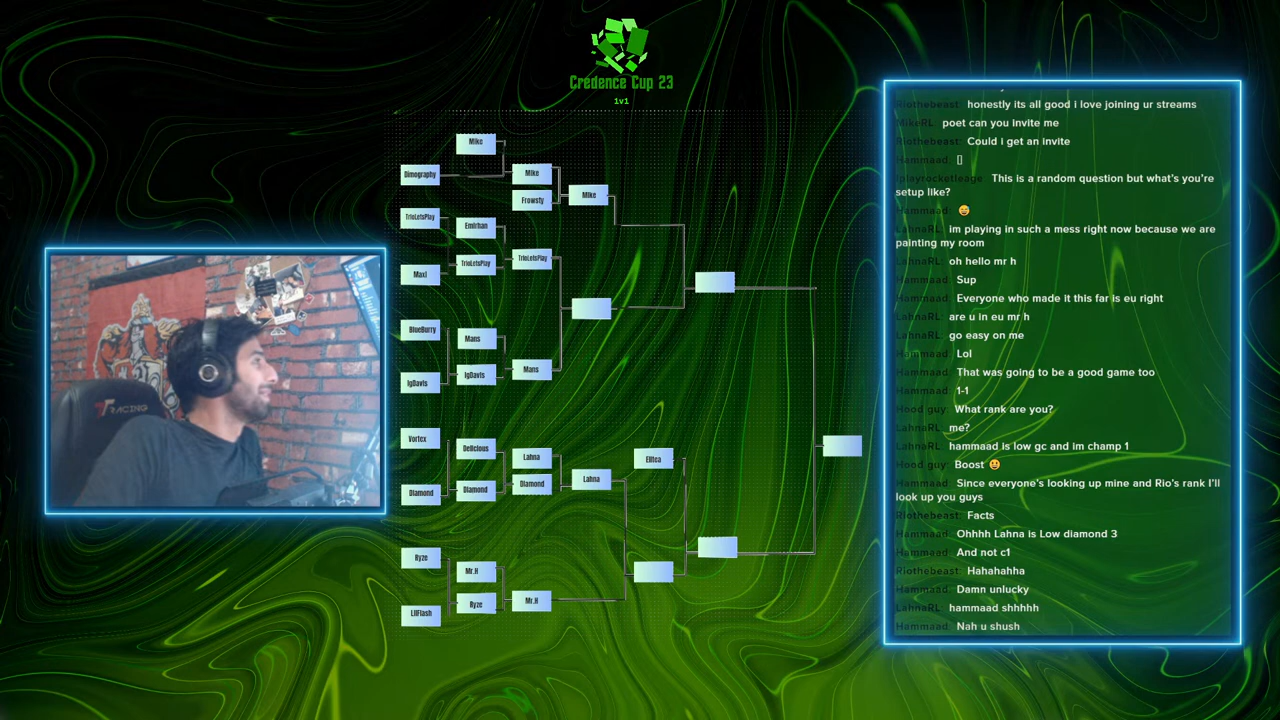 Credence Cup 23
1v1
Mike
Dimography
Mike
Frowsty
Mike
TrioLetsPlay
Emirhan
TrioLetsPlay
TrioLetsPlay
Maxi
BlueBurry
Mans
IgDavis
IgDavis
Mans
Vortex
Delicious
Lahna
Elitea
Diamond
Diamond
Diamond
Lahna
Ryze
Mr.H
Ryze
Mr.H
LilFlash
RACING
Riothebeast: honestly its all good i love joining ur streams
MikeRL: poet can you invite me
Riothebeast: Could i get an invite
Hammaad: []
iplayrocketleage: This is a random question but what's you're
setup like?
Hammaad: 😄
LahnaRL: im playing in such a mess right now because we are
painting my room
LahnaRL: oh hello mr h
Hammaad: Sup
Hammaad: Everyone who made it this far is eu right
LahnaRL: are u in eu mr h
LahnaRL: go easy on me
Hammaad: Lol
Hammaad: That was going to be a good game too
Hammaad: 1-1
Hood guy: What rank are you?
LahnaRL: me?
LahnaRL: hammaad is low gc and im champ 1
Hood guy: Boost 🙂
Hammaad: Since everyone's looking up mine and Rio's rank I'll
look up you guys
Riothebeast: Facts
Hammaad: Ohhhh Lahna is Low diamond 3
Hammaad: And not c1
Riothebeast: Hahahahha
Hammaad: Damn unlucky
LahnaRL: hammaad shhhhh
Hammaad: Nah u shush